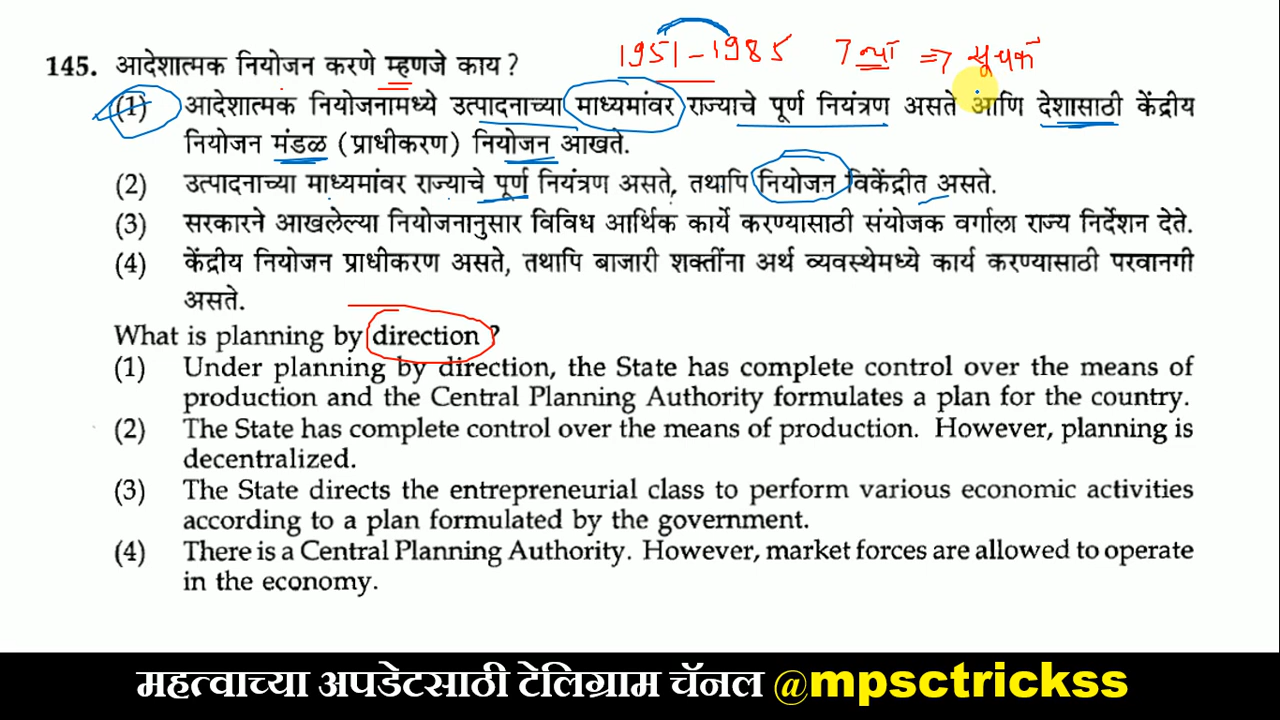 1951 - 1985 7 व्या => सूचक
145. आदेशात्मक नियोजन करणे म्हणजे काय ?
(1) आदेशात्मक नियोजनामध्ये उत्पादनाच्या माध्यमांवर राज्याचे पूर्ण नियंत्रण असते आणि देशासाठी केंद्रीय
नियोजन मंडळ (प्राधीकरण) नियोजन आखते.
(2) उत्पादनाच्या माध्यमांवर राज्याचे पूर्ण नियंत्रण असते, तथापि नियोजन विकेंद्रीत असते.
(3) सरकारने आखलेल्या नियोजनानुसार विविध आर्थिक कार्ये करण्यासाठी संयोजक वर्गाला राज्य निर्देशन देते.
(4) केंद्रीय नियोजन प्राधीकरण असते, तथापि बाजारी शक्तींना अर्थ व्यवस्थेमध्ये कार्य करण्यासाठी परवानगी
असते.
What is planning by direction ?
(1) Under planning by direction, the State has complete control over the means of
production and the Central Planning Authority formulates a plan for the country.
(2) The State has complete control over the means of production. However, planning is
decentralized.
(3) The State directs the entrepreneurial class to perform various economic activities
according to a plan formulated by the government.
(4) There is a Central Planning Authority. However, market forces are allowed to operate
in the economy.
महत्वाच्या अपडेटसाठी टेलिग्राम चॅनल @mpsctrickss